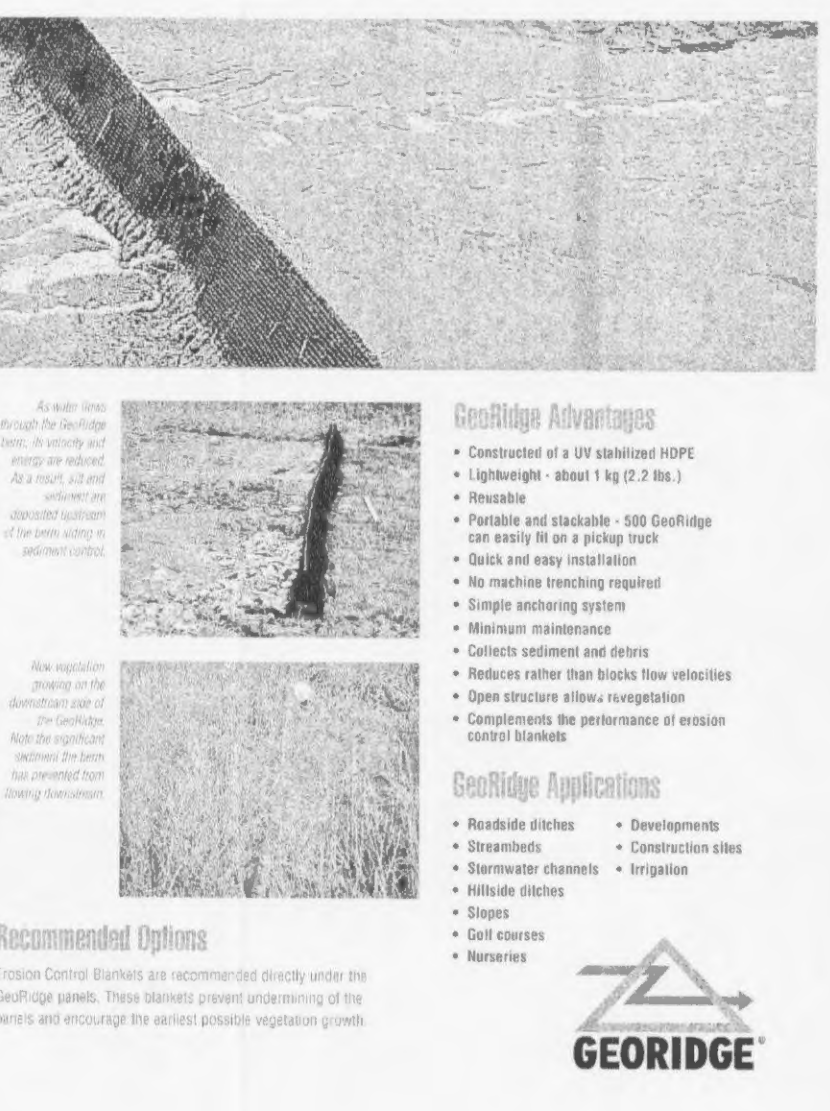 As water flows
through the GeoRidge
berm, its velocity and
energy are reduced.
As a result, silt and
sediment are
deposited upstream
of the berm aiding in
sediment control.
New vegetation
growing on the
downstream side of
the GeoRidge.
Note the significant
sediment the berm
has prevented from
flowing downstream.
Recommended Options
Erosion Control Blankets are recommended directly under the
GeoRidge panels. These blankets prevent undermining of the
panels and encourage the earliest possible vegetation growth.
GeoRidge Advantages
• Constructed of a UV stabilized HDPE
• Lightweight - about 1 kg (2.2 lbs.)
• Reusable
• Portable and stackable - 500 GeoRidge
can easily fit on a pickup truck
• Quick and easy installation
• No machine trenching required
• Simple anchoring system
• Minimum maintenance
• Collects sediment and debris
• Reduces rather than blocks flow velocities
• Open structure allows revegetation
• Complements the performance of erosion
control blankets
GeoRidge Applications
• Roadside ditches
• Streambeds
• Stormwater channels
• Hillside ditches
• Slopes
• Golf courses
• Nurseries
• Developments
• Construction sites
• Irrigation
GEORIDGE®